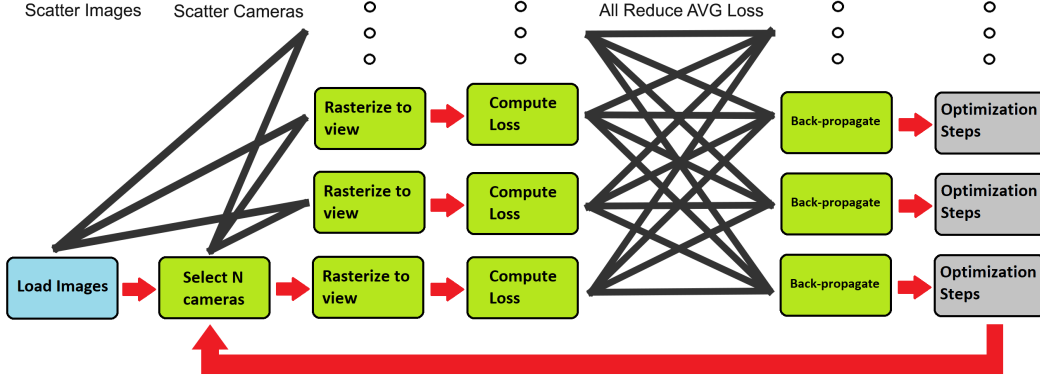 Scatter Images
Scatter Cameras
All Reduce AVG Loss
Rasterize to
view
Compute
Loss
Back-propagate
Optimization
Steps
Rasterize to
view
Compute
Loss
Back-propagate
Optimization
Steps
Load Images
Select N
cameras
Rasterize to
view
Compute
Loss
Back-propagate
Optimization
Steps